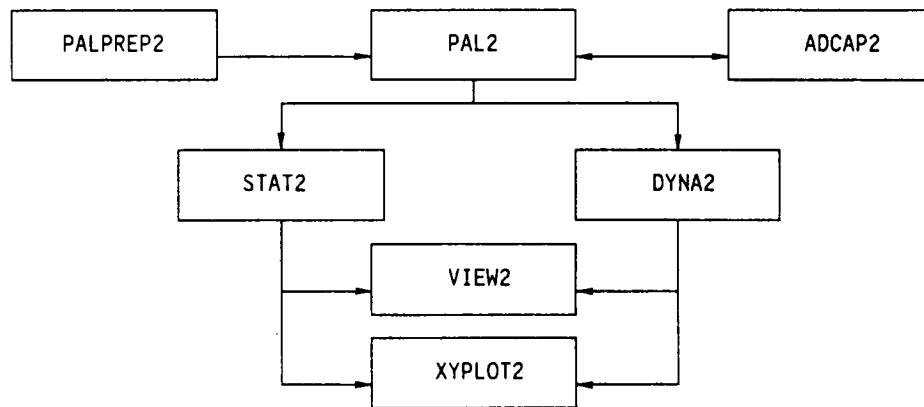 PALPREP2
PAL2
ADCAP2
STAT2
DYNA2
VIEW2
XYPLOT2